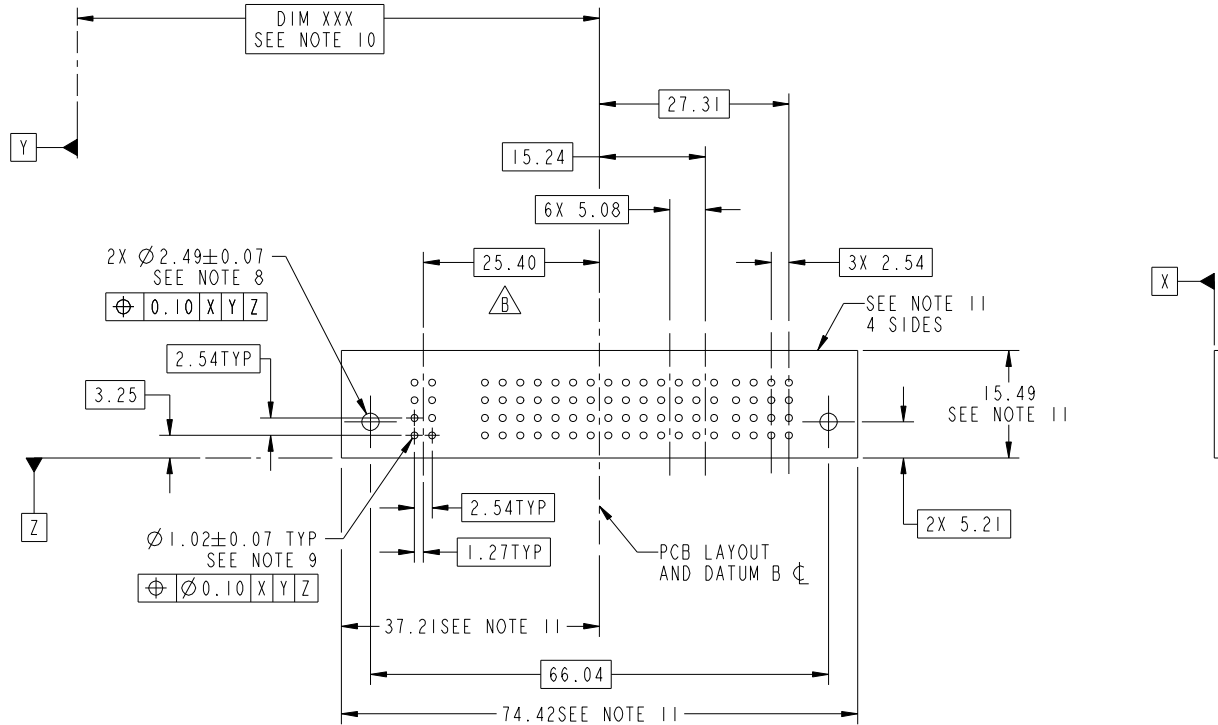 DIM XXX
SEE NOTE 10
27.31
Y
15.24
6X 5.08
2X Ø2.49±0.07
SEE NOTE 8
⌖ 0.10 X Y Z
25.40
3X 2.54
B
X
SEE NOTE 11
4 SIDES
2.54TYP
3.25
15.49
SEE NOTE 11
Z
2.54TYP
2X 5.21
Ø1.02±0.07 TYP
SEE NOTE 9
⌖ Ø0.10 X Y Z
1.27TYP
PCB LAYOUT
AND DATUM B ℄
37.21SEE NOTE 11
66.04
74.42SEE NOTE 11